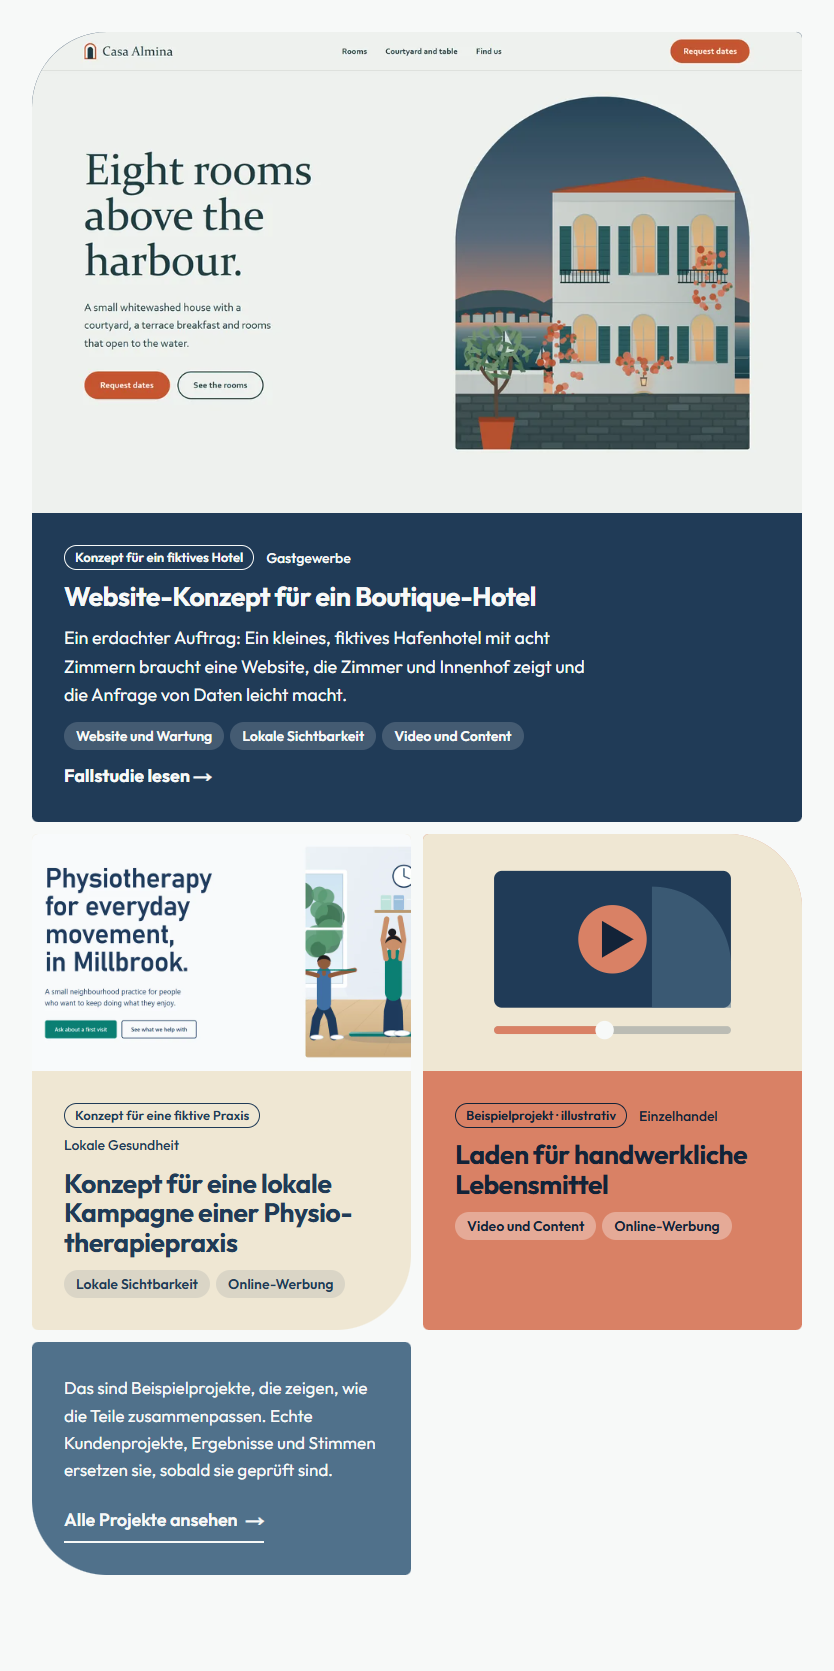 Casa Almina
Rooms
Courtyard and table
Find us
Request dates
Eight rooms
above the
harbour.
A small whitewashed house with a
courtyard, a terrace breakfast and rooms
that open to the water.
Request dates
See the rooms
Konzept für ein fiktives Hotel
Gastgewerbe
Website-Konzept für ein Boutique-Hotel
Ein erdachter Auftrag: Ein kleines, fiktives Hafenhotel mit acht
Zimmern braucht eine Website, die Zimmer und Innenhof zeigt und
die Anfrage von Daten leicht macht.
Website und Wartung
Lokale Sichtbarkeit
Video und Content
Fallstudie lesen →
Physiotherapy
for everyday
movement,
in Millbrook.
A small neighbourhood practice for people
who want to keep doing what they enjoy.
Ask about a first visit
See what we help with
Konzept für eine fiktive Praxis
Lokale Gesundheit
Konzept für eine lokale
Kampagne einer Physio-
therapiepraxis
Lokale Sichtbarkeit
Online-Werbung
Beispielprojekt · illustrativ
Einzelhandel
Laden für handwerkliche
Lebensmittel
Video und Content
Online-Werbung
Das sind Beispielprojekte, die zeigen, wie
die Teile zusammenpassen. Echte
Kundenprojekte, Ergebnisse und Stimmen
ersetzen sie, sobald sie geprüft sind.
Alle Projekte ansehen →